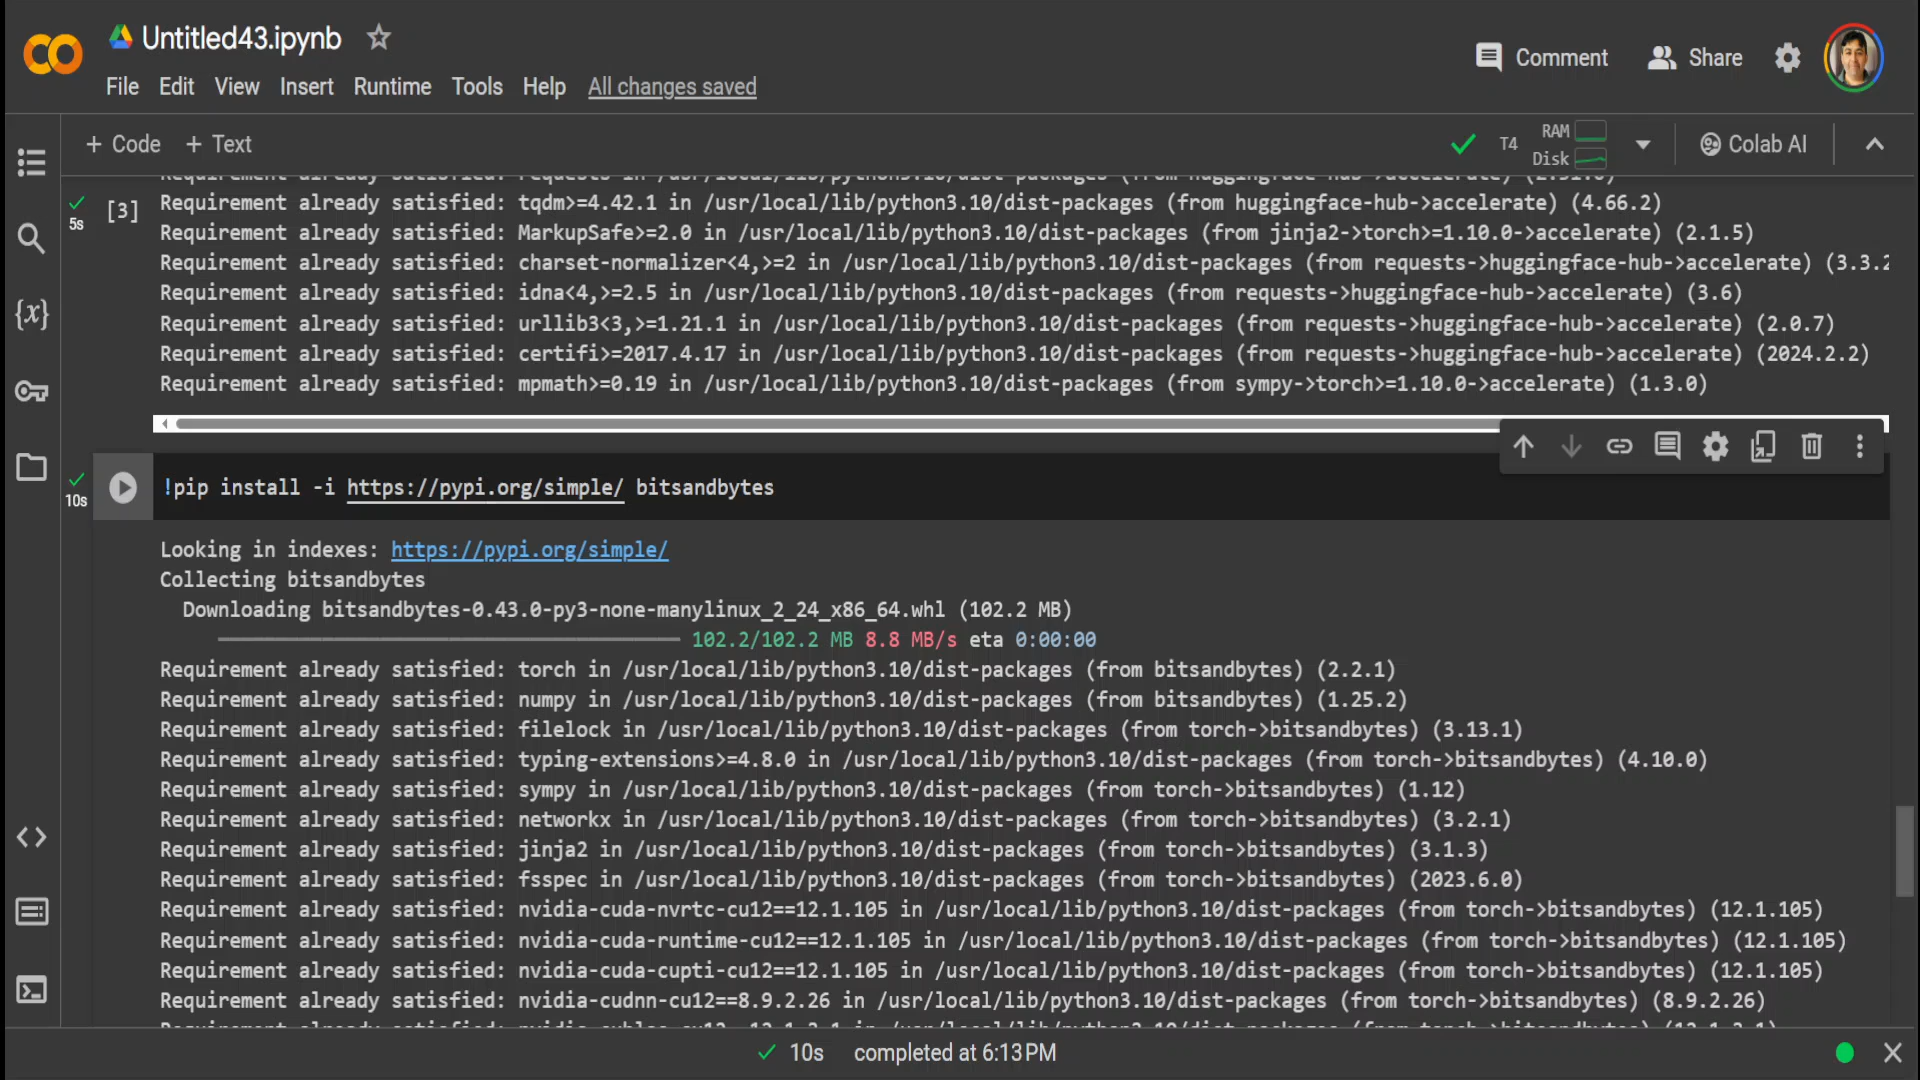 Untitled43.ipynb
Comment
Share
File Edit View Insert Runtime Tools Help All changes saved
+ Code + Text
T4
RAM
Disk
Colab AI
Requirement already satisfied: requests in /usr/local/lib/python3.10/dist-packages (from huggingface-hub->accelerate)
5s
[3]
Requirement already satisfied: tqdm>=4.42.1 in /usr/local/lib/python3.10/dist-packages (from huggingface-hub->accelerate) (4.66.2)
Requirement already satisfied: MarkupSafe>=2.0 in /usr/local/lib/python3.10/dist-packages (from jinja2->torch>=1.10.0->accelerate) (2.1.5)
Requirement already satisfied: charset-normalizer<4,>=2 in /usr/local/lib/python3.10/dist-packages (from requests->huggingface-hub->accelerate) (3.3.2
Requirement already satisfied: idna<4,>=2.5 in /usr/local/lib/python3.10/dist-packages (from requests->huggingface-hub->accelerate) (3.6)
Requirement already satisfied: urllib3<3,>=1.21.1 in /usr/local/lib/python3.10/dist-packages (from requests->huggingface-hub->accelerate) (2.0.7)
Requirement already satisfied: certifi>=2017.4.17 in /usr/local/lib/python3.10/dist-packages (from requests->huggingface-hub->accelerate) (2024.2.2)
Requirement already satisfied: mpmath>=0.19 in /usr/local/lib/python3.10/dist-packages (from sympy->torch>=1.10.0->accelerate) (1.3.0)
10s
!pip install -i https://pypi.org/simple/ bitsandbytes
Looking in indexes: https://pypi.org/simple/
Collecting bitsandbytes
Downloading bitsandbytes-0.43.0-py3-none-manylinux_2_24_x86_64.whl (102.2 MB)
102.2/102.2 MB 8.8 MB/s eta 0:00:00
Requirement already satisfied: torch in /usr/local/lib/python3.10/dist-packages (from bitsandbytes) (2.2.1)
Requirement already satisfied: numpy in /usr/local/lib/python3.10/dist-packages (from bitsandbytes) (1.25.2)
Requirement already satisfied: filelock in /usr/local/lib/python3.10/dist-packages (from torch->bitsandbytes) (3.13.1)
Requirement already satisfied: typing-extensions>=4.8.0 in /usr/local/lib/python3.10/dist-packages (from torch->bitsandbytes) (4.10.0)
Requirement already satisfied: sympy in /usr/local/lib/python3.10/dist-packages (from torch->bitsandbytes) (1.12)
Requirement already satisfied: networkx in /usr/local/lib/python3.10/dist-packages (from torch->bitsandbytes) (3.2.1)
Requirement already satisfied: jinja2 in /usr/local/lib/python3.10/dist-packages (from torch->bitsandbytes) (3.1.3)
Requirement already satisfied: fsspec in /usr/local/lib/python3.10/dist-packages (from torch->bitsandbytes) (2023.6.0)
Requirement already satisfied: nvidia-cuda-nvrtc-cu12==12.1.105 in /usr/local/lib/python3.10/dist-packages (from torch->bitsandbytes) (12.1.105)
Requirement already satisfied: nvidia-cuda-runtime-cu12==12.1.105 in /usr/local/lib/python3.10/dist-packages (from torch->bitsandbytes) (12.1.105)
Requirement already satisfied: nvidia-cuda-cupti-cu12==12.1.105 in /usr/local/lib/python3.10/dist-packages (from torch->bitsandbytes) (12.1.105)
Requirement already satisfied: nvidia-cudnn-cu12==8.9.2.26 in /usr/local/lib/python3.10/dist-packages (from torch->bitsandbytes) (8.9.2.26)
10s completed at 6:13 PM